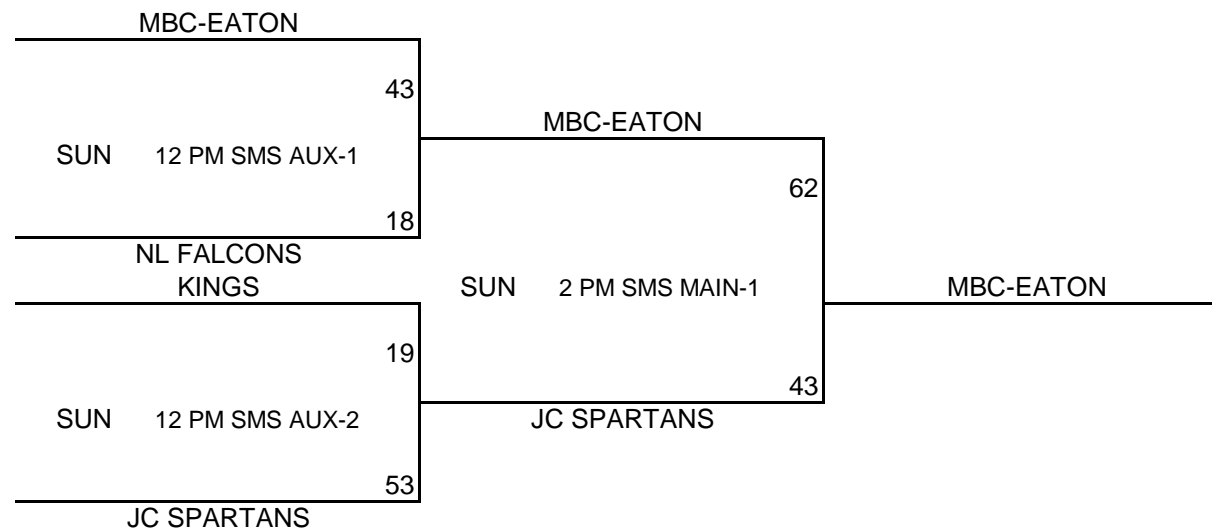 MBC-EATON
43
SUN 12 PM SMS AUX-1
18
NL FALCONS
KINGS
19
SUN 12 PM SMS AUX-2
53
JC SPARTANS
MBC-EATON
62
SUN 2 PM SMS MAIN-1
43
JC SPARTANS
MBC-EATON